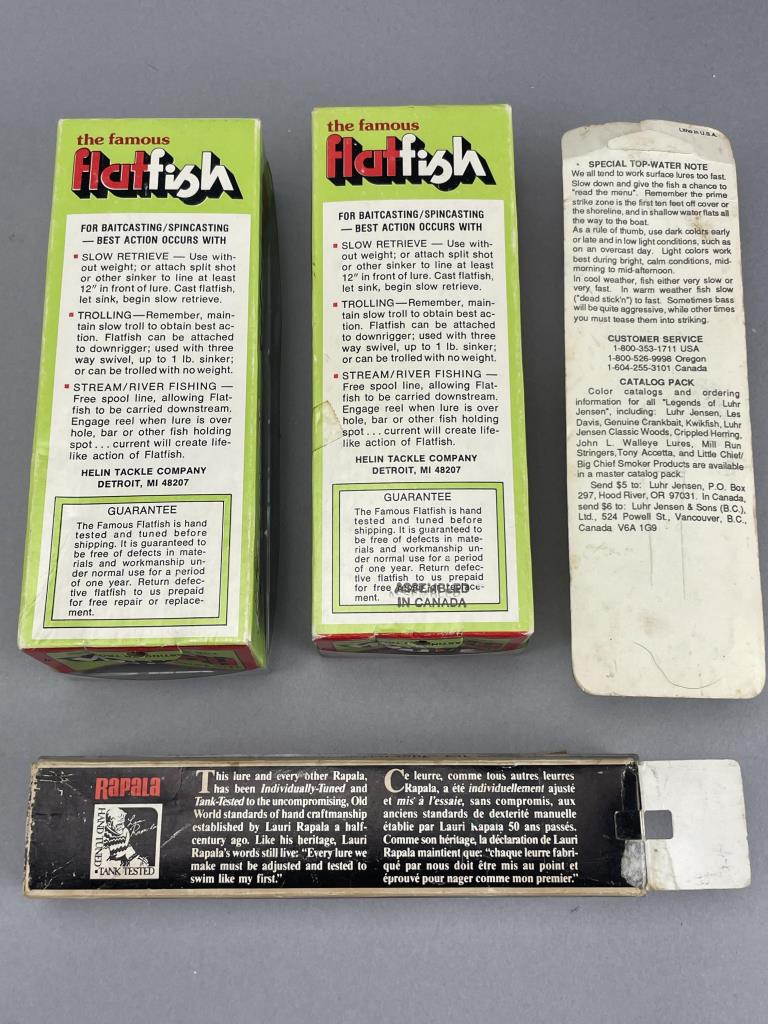 the famous
flatfish
FOR BAITCASTING/SPINCASTING
— BEST ACTION OCCURS WITH
SLOW RETRIEVE — Use with-
out weight; or attach split shot
or other sinker to line at least
12" in front of lure. Cast flatfish,
let sink, begin slow retrieve.
TROLLING — Remember, main-
tain slow troll to obtain best ac-
tion. Flatfish can be attached
to downrigger; used with three
way swivel, up to 1 lb. sinker;
or can be trolled with no weight.
STREAM/RIVER FISHING —
Free spool line, allowing Flat-
fish to be carried downstream.
Engage reel when lure is over
hole, bar or other fish holding
spot . . . current will create life-
like action of Flatfish.
HELIN TACKLE COMPANY
DETROIT, MI 48207
GUARANTEE
The Famous Flatfish is hand
tested and tuned before
shipping. It is guaranteed to
be free of defects in mate-
rials and workmanship un-
der normal use for a period
of one year. Return defec-
tive flatfish to us prepaid
for free repair or replace-
ment.
the famous
flatfish
FOR BAITCASTING/SPINCASTING
— BEST ACTION OCCURS WITH
SLOW RETRIEVE — Use with-
out weight; or attach split shot
or other sinker to line at least
12" in front of lure. Cast flatfish,
let sink, begin slow retrieve.
TROLLING — Remember, main-
tain slow troll to obtain best ac-
tion. Flatfish can be attached
to downrigger; used with three
way swivel, up to 1 lb. sinker;
or can be trolled with no weight.
STREAM/RIVER FISHING —
Free spool line, allowing Flat-
fish to be carried downstream.
Engage reel when lure is over
hole, bar or other fish holding
spot . . . current will create life-
like action of Flatfish.
HELIN TACKLE COMPANY
DETROIT, MI 48207
GUARANTEE
The Famous Flatfish is hand
tested and tuned before
shipping. It is guaranteed to
be free of defects in mate-
rials and workmanship un-
der normal use for a period
of one year. Return defec-
tive flatfish to us prepaid
for free
ment.
ASSEMBLED
IN CANADA
Litho in U.S.A.
SPECIAL TOP-WATER NOTE
We all tend to work surface lures too fast.
Slow down and give the fish a chance to
"read the menu". Remember the prime
strike zone is the first ten feet off cover or
the shoreline, and in shallow water flats all
the way to the boat.
As a rule of thumb, use dark colors early
or late and in low light conditions, such as
on an overcast day. Light colors work
best during bright, calm conditions, mid-
morning to mid-afternoon.
In cool weather, fish either very slow or
very fast. In warm weather fish slow
("dead stick'n") to fast. Sometimes bass
will be quite aggressive, while other times
you must tease them into striking.
CUSTOMER SERVICE
1-800-353-1711 USA
1-800-526-9998 Oregon
1-604-255-3101 Canada
CATALOG PACK
Color catalogs and ordering
information for all "Legends of Luhr
Jensen", including: Luhr Jensen, Les
Davis, Genuine Crankbait, Kwikfish, Luhr
Jensen Classic Woods, Crippled Herring,
John L. Walleye Lures, Mill Run
Stringers, Tony Accetta, and Little Chief/
Big Chief Smoker Products are available
in a master catalog pack.
Send $5 to: Luhr Jensen, P.O. Box
297, Hood River, OR 97031. In Canada,
send $6 to: Luhr Jensen & Sons (B.C.),
Ltd., 524 Powell St., Vancouver, B.C.,
Canada V6A 1G9
RAPALA
HAND TUNED
TANK TESTED
This lure and every other Rapala,
has been Individually-Tuned and
Tank-Tested to the uncompromising, Old
World standards of hand craftmanship
established by Lauri Rapala a half-
century ago. Like his heritage, Lauri
Rapala's words still live: "Every lure we
make must be adjusted and tested to
swim like my first."
Ce leurre, comme tous autres leurres
Rapala, a été individuellement ajusté
et mis à l'essaie, sans compromis, aux
anciens standards de dexterité manuelle
établie par Lauri Rapala 50 ans passés.
Comme son héritage, la déclaration de Lauri
Rapala maintient que: "chaque leurre fabri-
qué par nous doit être mis au point et
éprouvé pour nager comme mon premier."